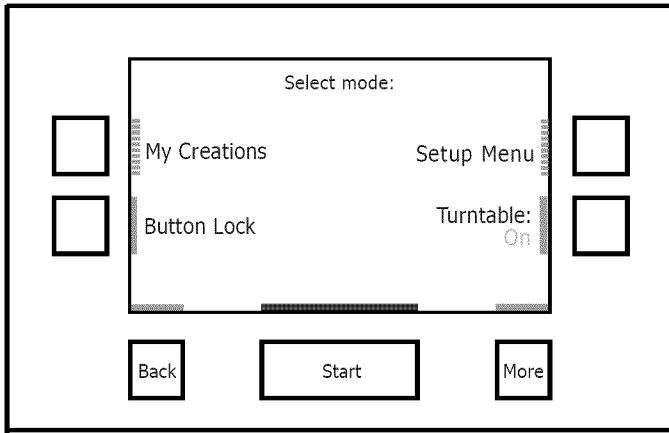 Select mode:
My Creations
Setup Menu
Button Lock
Turntable:
On
Back
Start
More